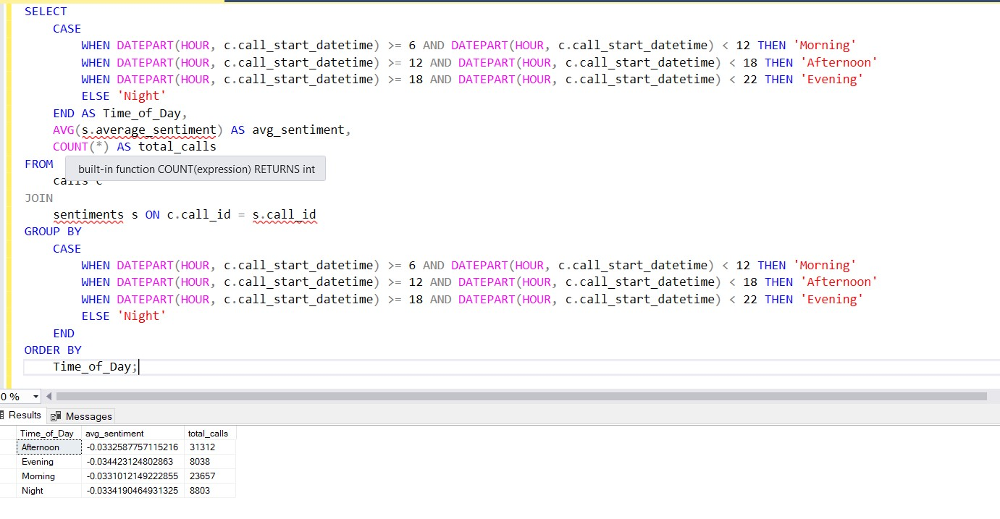 SELECT
CASE
WHEN DATEPART(HOUR, c.call_start_datetime) >= 6 AND DATEPART(HOUR, c.call_start_datetime) < 12 THEN 'Morning'
WHEN DATEPART(HOUR, c.call_start_datetime) >= 12 AND DATEPART(HOUR, c.call_start_datetime) < 18 THEN 'Afternoon'
WHEN DATEPART(HOUR, c.call_start_datetime) >= 18 AND DATEPART(HOUR, c.call_start_datetime) < 22 THEN 'Evening'
ELSE 'Night'
END AS Time_of_Day,
AVG(s.average_sentiment) AS avg_sentiment,
COUNT(*) AS total_calls
FROM
built-in function COUNT(expression) RETURNS int
calls c
JOIN
sentiments s ON c.call_id = s.call_id
GROUP BY
CASE
WHEN DATEPART(HOUR, c.call_start_datetime) >= 6 AND DATEPART(HOUR, c.call_start_datetime) < 12 THEN 'Morning'
WHEN DATEPART(HOUR, c.call_start_datetime) >= 12 AND DATEPART(HOUR, c.call_start_datetime) < 18 THEN 'Afternoon'
WHEN DATEPART(HOUR, c.call_start_datetime) >= 18 AND DATEPART(HOUR, c.call_start_datetime) < 22 THEN 'Evening'
ELSE 'Night'
END
ORDER BY
Time_of_Day;
0 %
Results Messages
Time_of_Day avg_sentiment total_calls
Afternoon -0.0332587757115216 31312
Evening -0.034423124802863 8038
Morning -0.0331012149222855 23657
Night -0.0334190464931325 8803